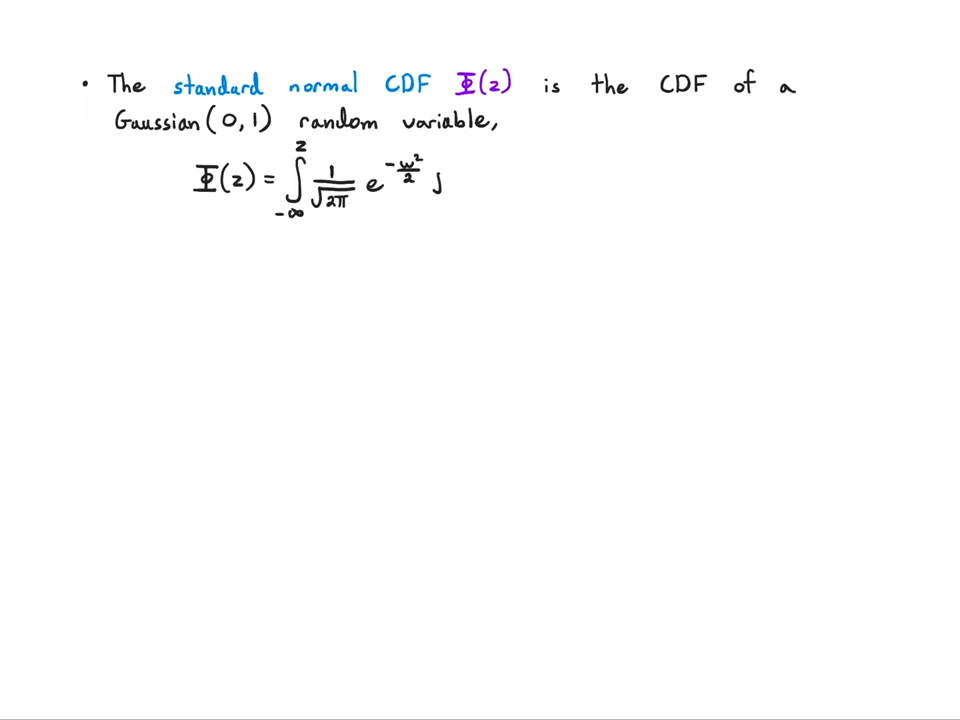 • The standard normal CDF Φ(z) is the CDF of a
Gaussian(0,1) random variable,
Φ(z) = ∫_{-∞}^{z} 1/√(2π) e^{-w²/2}